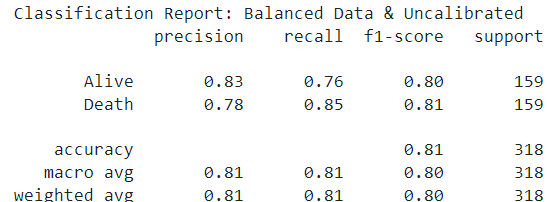 Classification Report: Balanced Data & Uncalibrated
precision recall f1-score support
Alive 0.83 0.76 0.80 159
Death 0.78 0.85 0.81 159
accuracy 0.81 318
macro avg 0.81 0.81 0.80 318
weighted avg 0.81 0.81 0.80 318